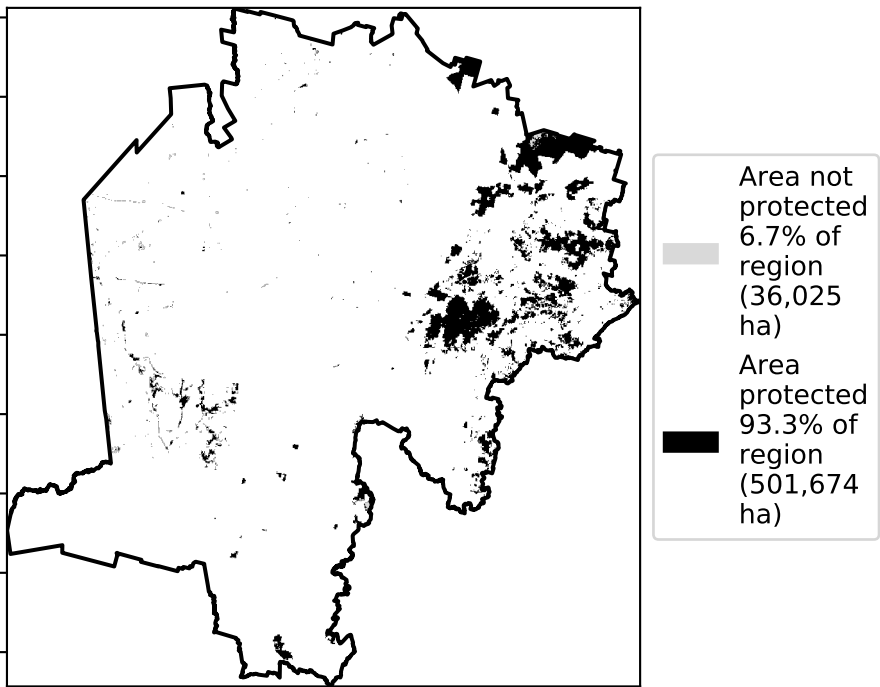 Area not
protected
6.7% of
region
(36,025
ha)
Area
protected
93.3% of
region
(501,674
ha)